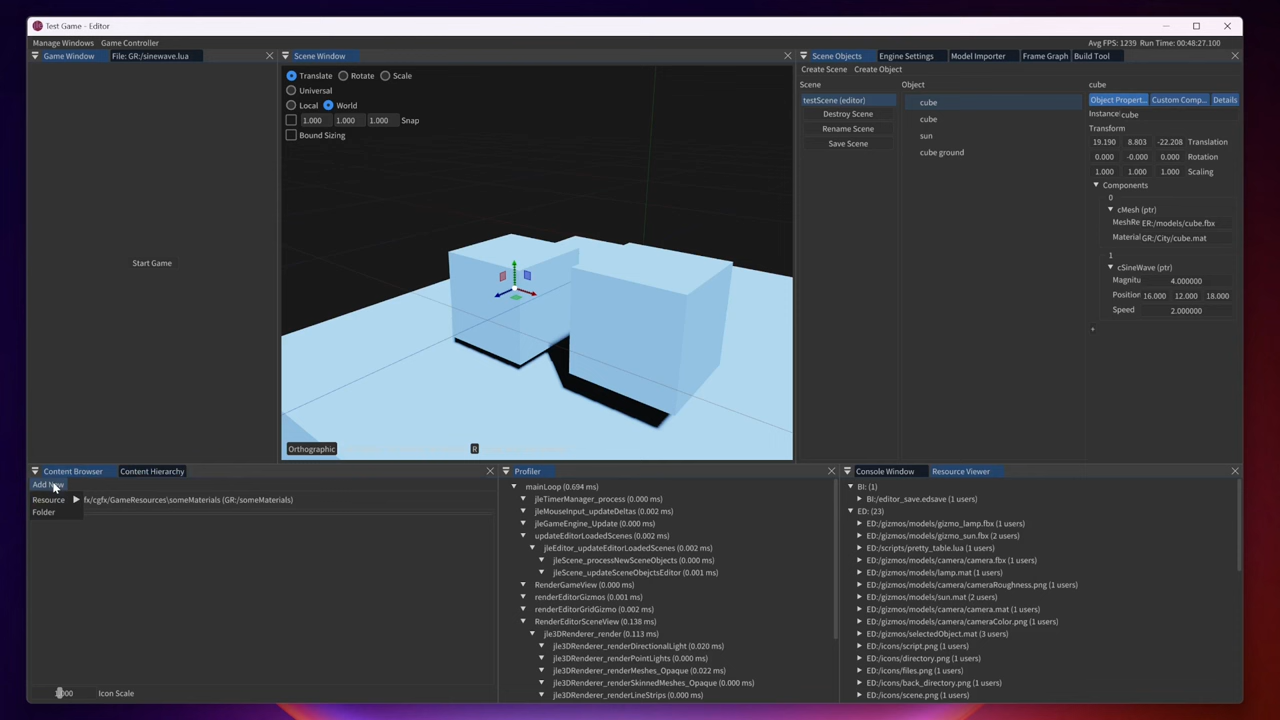 Test Game - Editor
Manage Windows Game Controller Avg FPS: 1239 Run Time: 00:48:27.100
Game Window File: GR:/sinewave.lua
Start Game
Scene Window
Translate Rotate Scale
Universal
Local World
1.000 1.000 1.000 Snap
Bound Sizing
Orthographic R
Scene Objects Engine Settings Model Importer Frame Graph Build Tool
Create Scene Create Object
Scene
testScene (editor)
Destroy Scene
Rename Scene
Save Scene
Object
cube
cube
sun
cube ground
cube
Object Propert... Custom Comp... Details
Instance cube
Transform
19.190 8.803 -22.208 Translation
0.000 -0.000 0.000 Rotation
1.000 1.000 1.000 Scaling
Components
0
cMesh (ptr)
MeshRe ER:/models/cube.fbx
Material GR:/City/cube.mat
1
cSineWave (ptr)
Magnitu 4.000000
Position 16.000 12.000 18.000
Speed 2.000000
+
Content Browser Content Hierarchy
Add New
Resource fx/cgfx/GameResources\someMaterials (GR:/someMaterials)
Folder
Icon Scale
Profiler
mainLoop (0.694 ms)
jleTimerManager_process (0.000 ms)
jleMouseInput_updateDeltas (0.002 ms)
jleGameEngine_Update (0.000 ms)
updateEditorLoadedScenes (0.002 ms)
jleEditor_updateEditorLoadedScenes (0.002 ms)
jleScene_processNewSceneObjects (0.000 ms)
jleScene_updateSceneObejctsEditor (0.001 ms)
RenderGameView (0.000 ms)
renderEditorGizmos (0.001 ms)
renderEditorGridGizmo (0.002 ms)
RenderEditorSceneView (0.138 ms)
jle3DRenderer_render (0.113 ms)
jle3DRenderer_renderDirectionalLight (0.020 ms)
jle3DRenderer_renderPointLights (0.000 ms)
jle3DRenderer_renderMeshes_Opaque (0.022 ms)
jle3DRenderer_renderSkinnedMeshes_Opaque (0.000 ms)
jle3DRenderer_renderLineStrips (0.000 ms)
Console Window Resource Viewer
BI: (1)
BI:/editor_save.edsave (1 users)
ED: (23)
ED:/gizmos/models/gizmo_lamp.fbx (1 users)
ED:/gizmos/models/gizmo_sun.fbx (2 users)
ED:/scripts/pretty_table.lua (1 users)
ED:/gizmos/models/camera/camera.fbx (1 users)
ED:/gizmos/models/lamp.mat (1 users)
ED:/gizmos/models/camera/cameraRoughness.png (1 users)
ED:/gizmos/models/sun.mat (2 users)
ED:/gizmos/models/camera/camera.mat (1 users)
ED:/gizmos/models/camera/cameraColor.png (1 users)
ED:/gizmos/selectedObject.mat (3 users)
ED:/icons/script.png (1 users)
ED:/icons/directory.png (1 users)
ED:/icons/files.png (1 users)
ED:/icons/back_directory.png (1 users)
ED:/icons/scene.png (1 users)